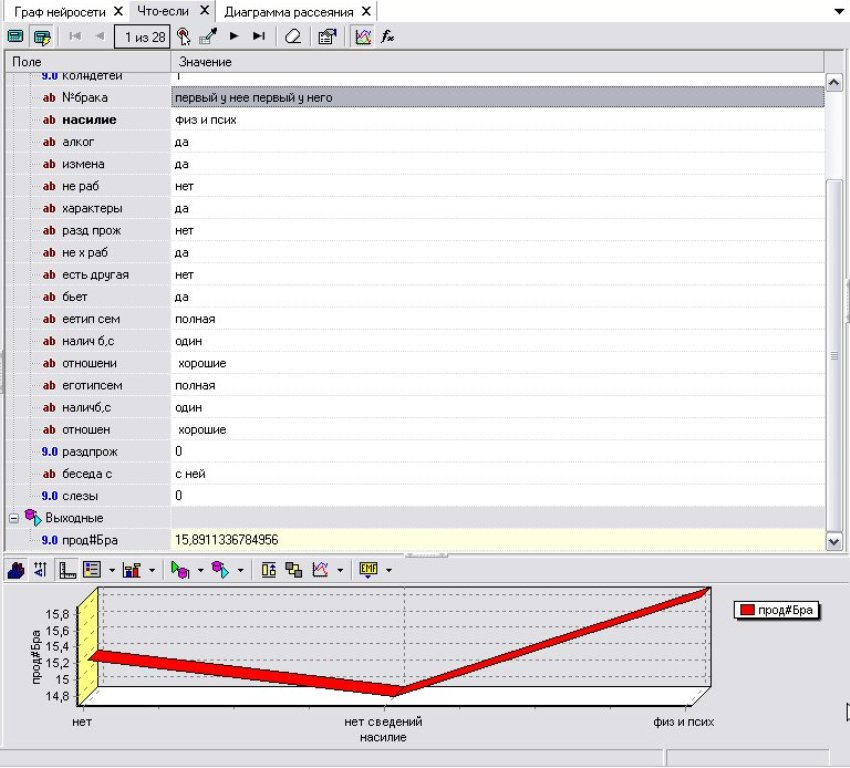 Граф нейросети X Что-если X Диаграмма рассеяния X
1 из 28
Поле Значение
9.0 колңдетей 1
ab №брака первый у нее первый у него
ab насилие физ и псих
ab алког да
ab измена да
ab не раб нет
ab характеры да
ab разд прож нет
ab не х раб да
ab есть другая нет
ab бьет да
ab еетип сем полная
ab налич б,с один
ab отношени хорошие
ab еготипсем полная
ab наличб,с один
ab отношен хорошие
9.0 раздпрож 0
ab беседа с с ней
9.0 слезы 0
Выходные
9.0 прод#Бра 15,8911336784956
EMF
прод#Бра
15,8
15,6
15,4
15,2
15
14,8
прод#Бра
нет нет сведений физ и псих
насилие